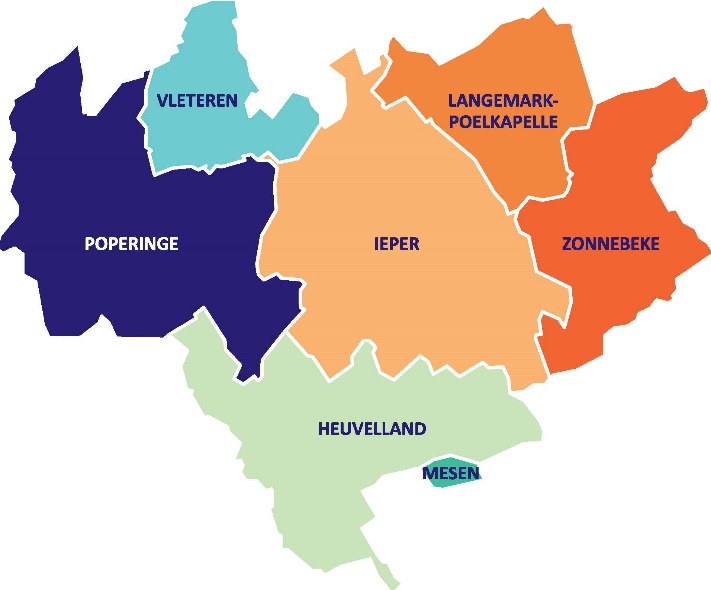 VLETEREN
LANGEMARK-
POELKAPELLE
POPERINGE
IEPER
ZONNEBEKE
HEUVELLAND
MESEN